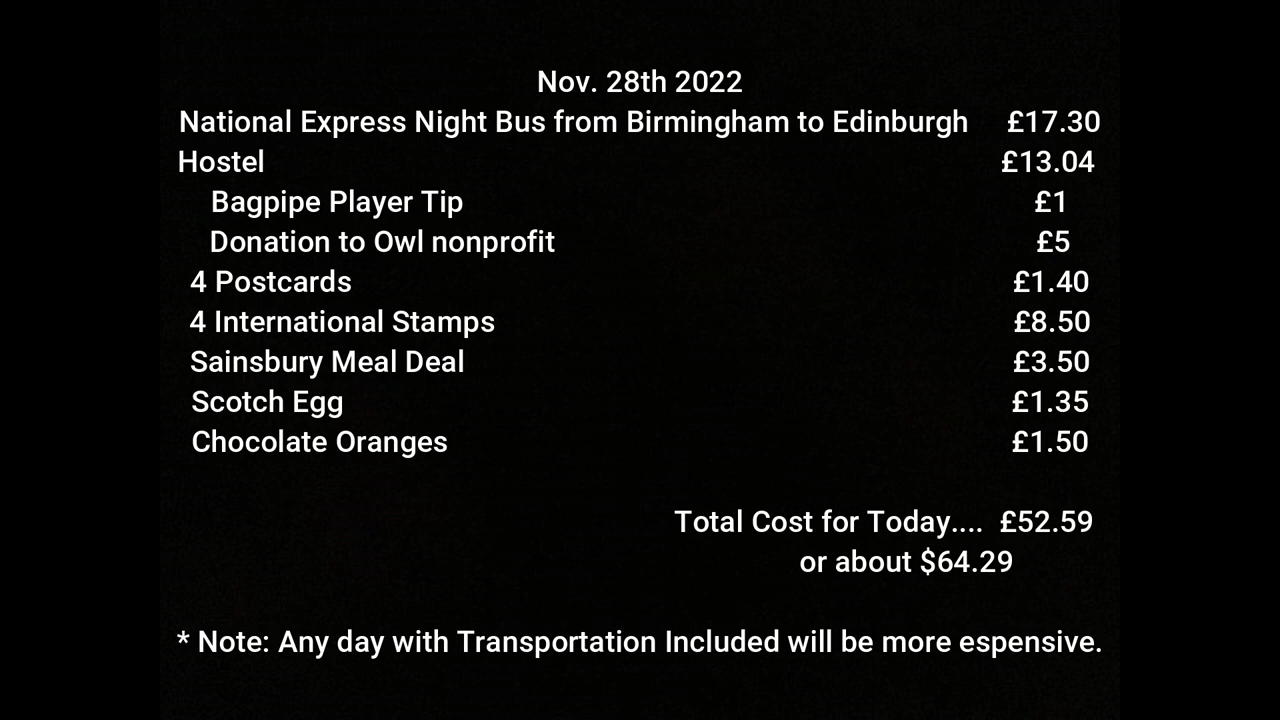 Nov. 28th 2022
National Express Night Bus from Birmingham to Edinburgh £17.30
Hostel £13.04
Bagpipe Player Tip £1
Donation to Owl nonprofit £5
4 Postcards £1.40
4 International Stamps £8.50
Sainsbury Meal Deal £3.50
Scotch Egg £1.35
Chocolate Oranges £1.50
Total Cost for Today.... £52.59
or about $64.29
* Note: Any day with Transportation Included will be more espensive.